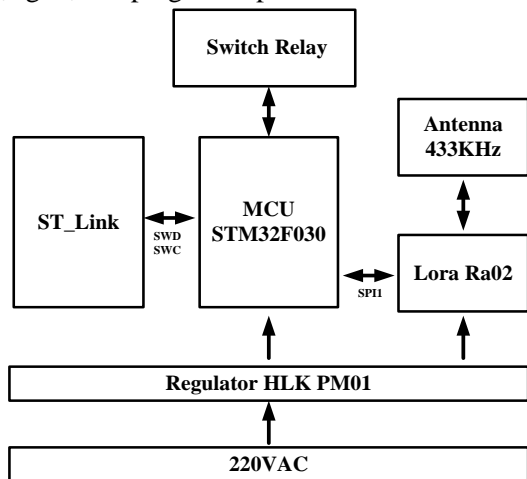 Switch Relay
Antenna
433KHz
ST_Link
SWD
SWC
MCU
STM32F030
SPI1
Lora Ra02
Regulator HLK PM01
220VAC